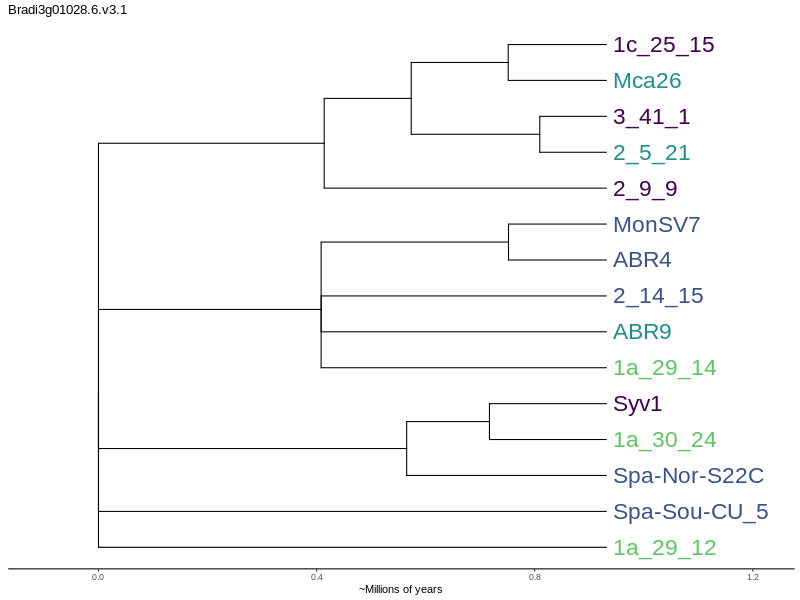 Bradi3g01028.6.v3.1
1c_25_15
Mca26
3_41_1
2_5_21
2_9_9
MonSV7
ABR4
2_14_15
ABR9
1a_29_14
Syv1
1a_30_24
Spa-Nor-S22C
Spa-Sou-CU_5
1a_29_12
0.0 0.4 0.8 1.2
~Millions of years